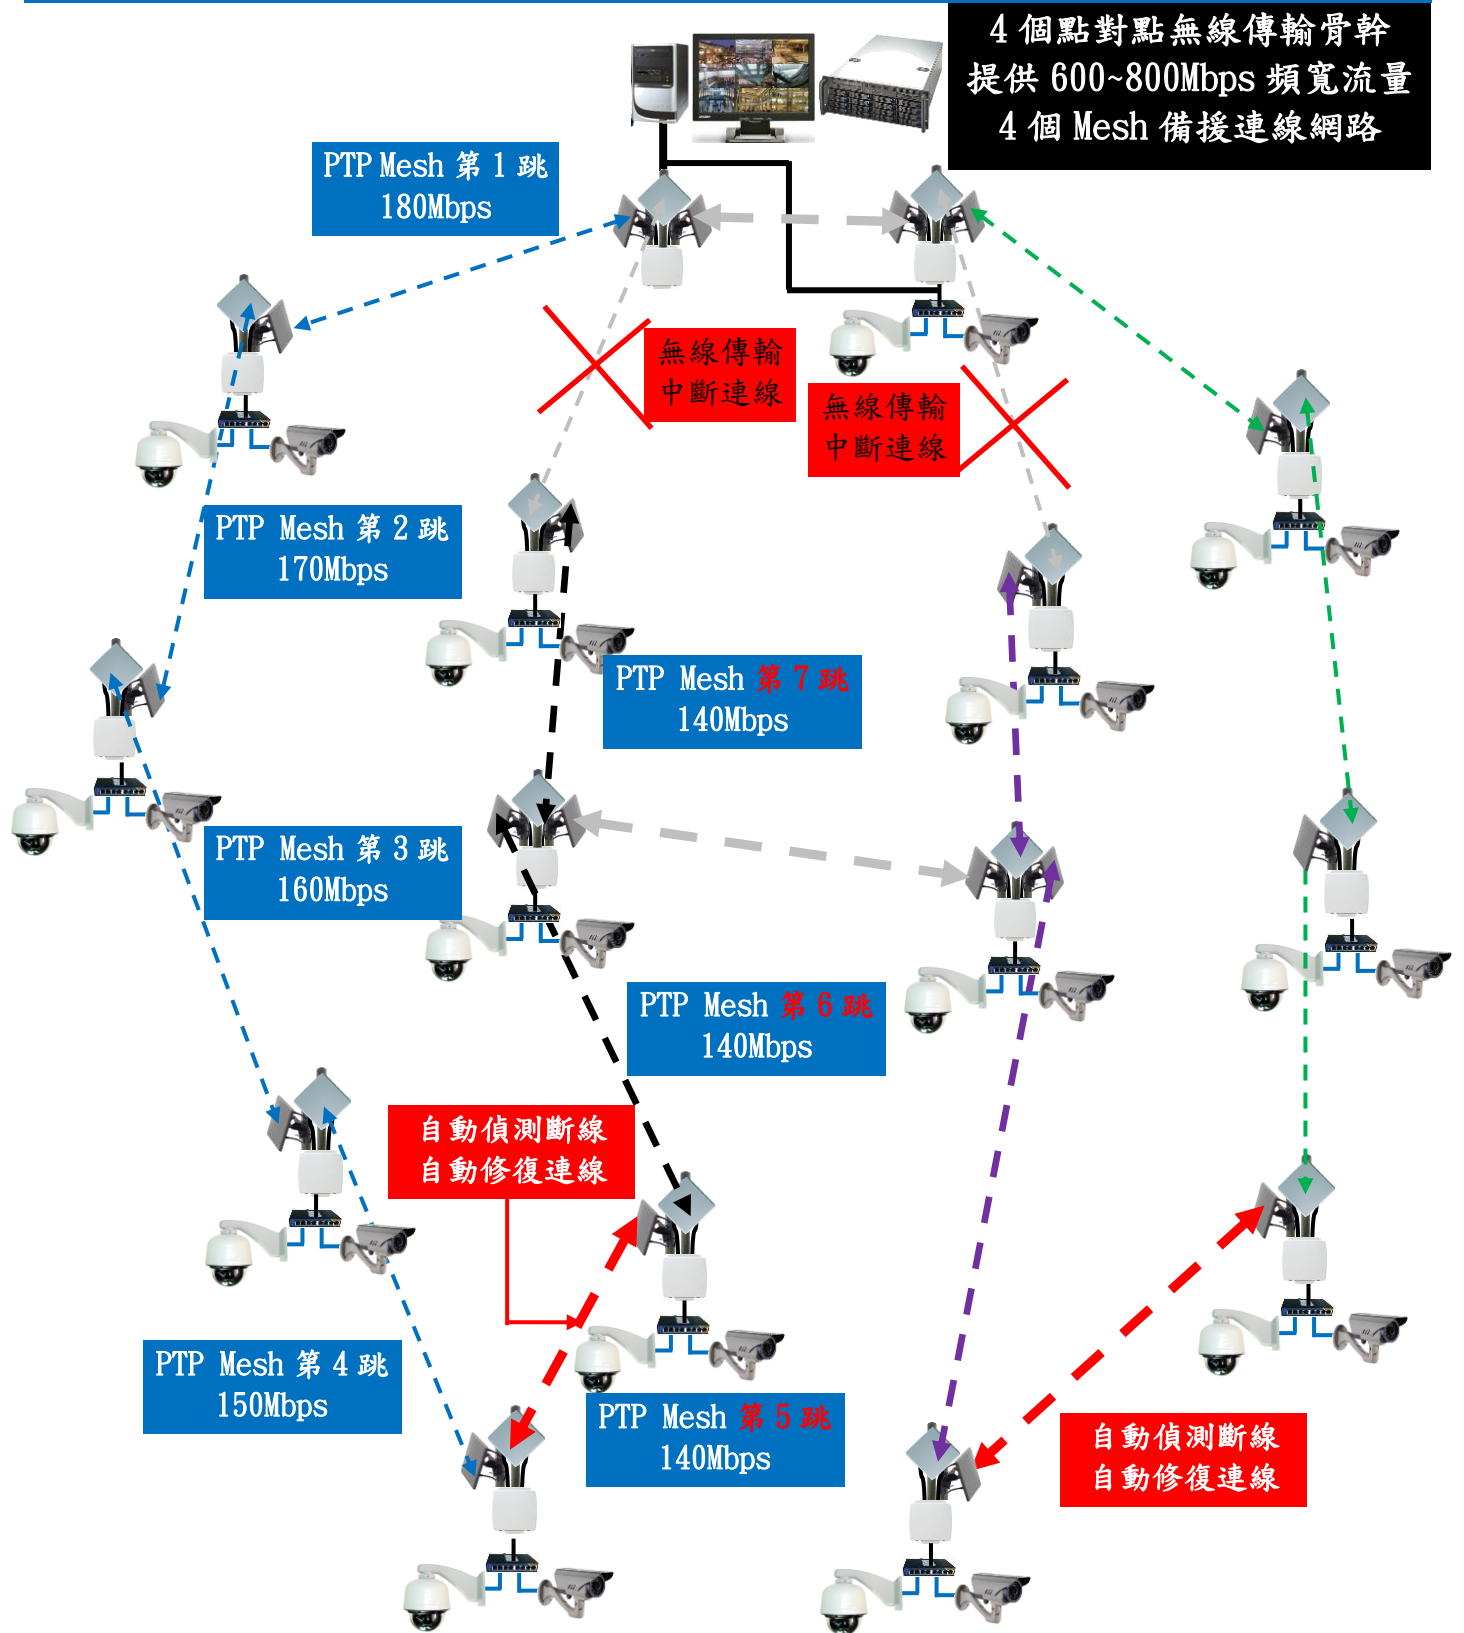 4 個點對點無線傳輸骨幹
提供 600~800Mbps 頻寬流量
4 個 Mesh 備援連線網路
PTP Mesh 第 1 跳
180Mbps
無線傳輸
中斷連線
無線傳輸
中斷連線
PTP Mesh 第 2 跳
170Mbps
PTP Mesh 第 7 跳
140Mbps
PTP Mesh 第 3 跳
160Mbps
PTP Mesh 第 6 跳
140Mbps
自動偵測斷線
自動修復連線
PTP Mesh 第 4 跳
150Mbps
PTP Mesh 第 5 跳
140Mbps
自動偵測斷線
自動修復連線